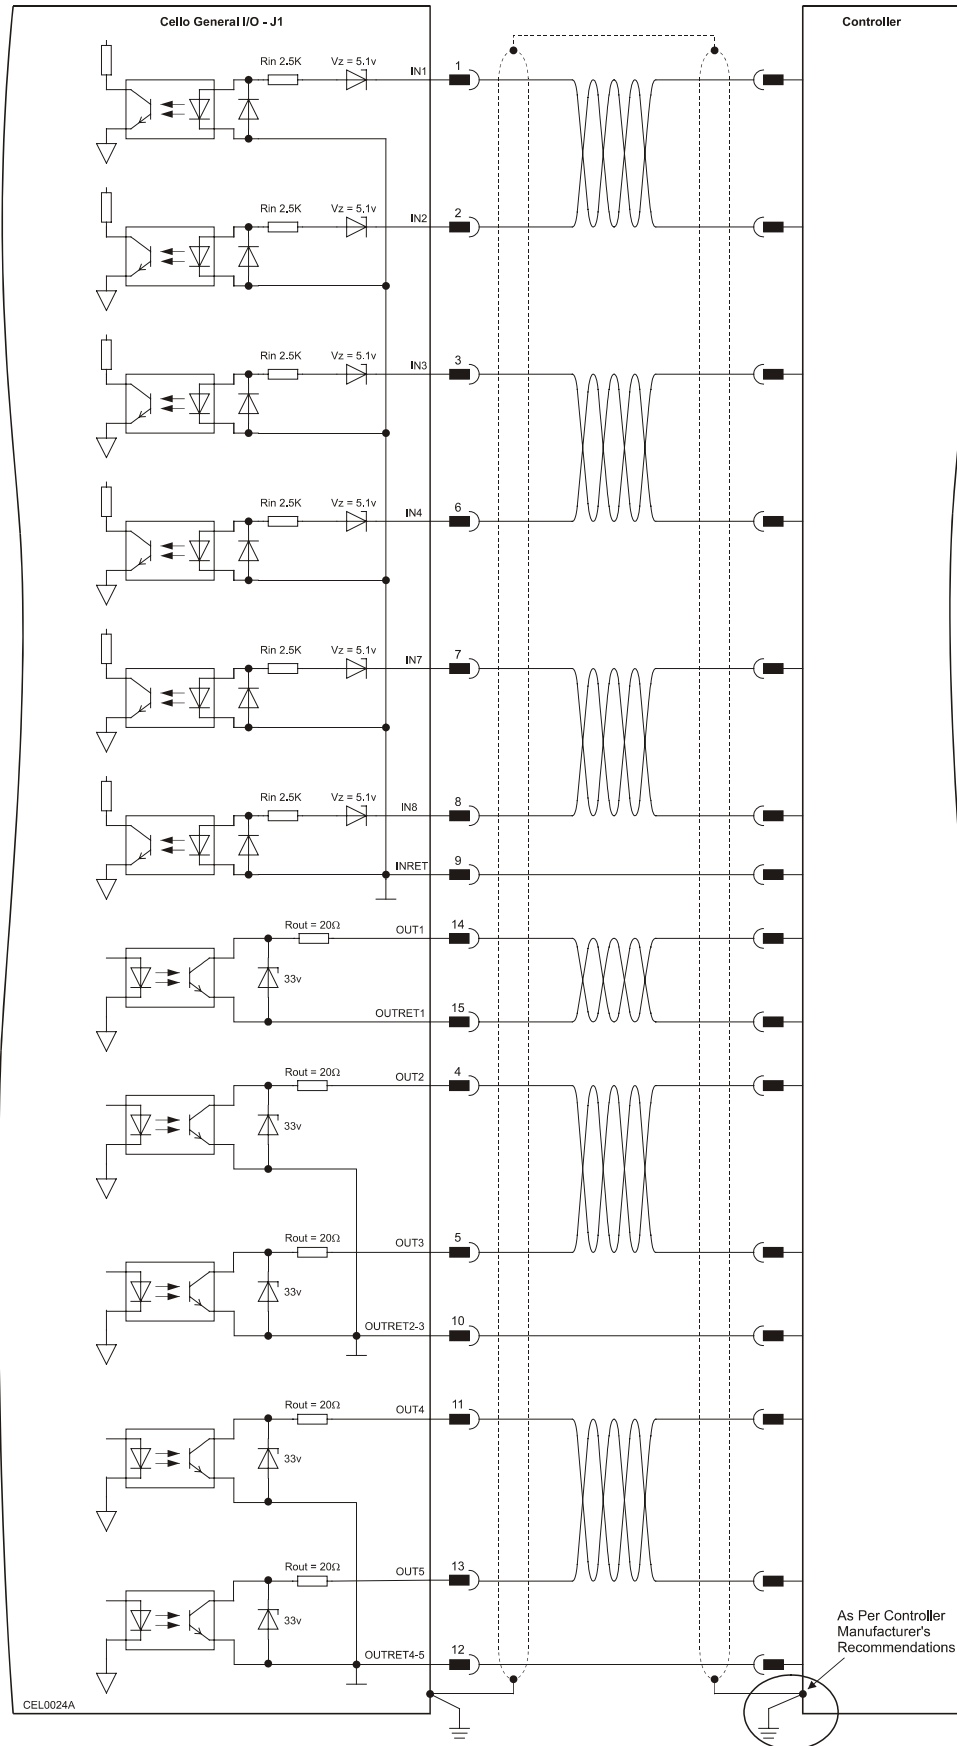 Cello General I/O - J1
Controller
Rin 2.5K Vz = 5.1v IN1 1
Rin 2.5K Vz = 5.1v IN2 2
Rin 2.5K Vz = 5.1v IN3 3
Rin 2.5K Vz = 5.1v IN4 6
Rin 2.5K Vz = 5.1v IN7 7
Rin 2.5K Vz = 5.1v IN8 8
INRET 9
Rout = 20Ω OUT1 14
33v
OUTRET1 15
Rout = 20Ω OUT2 4
33v
Rout = 20Ω OUT3 5
33v
OUTRET2-3 10
Rout = 20Ω OUT4 11
33v
Rout = 20Ω OUT5 13
33v
OUTRET4-5 12
As Per Controller
Manufacturer's
Recommendations
CEL0024A